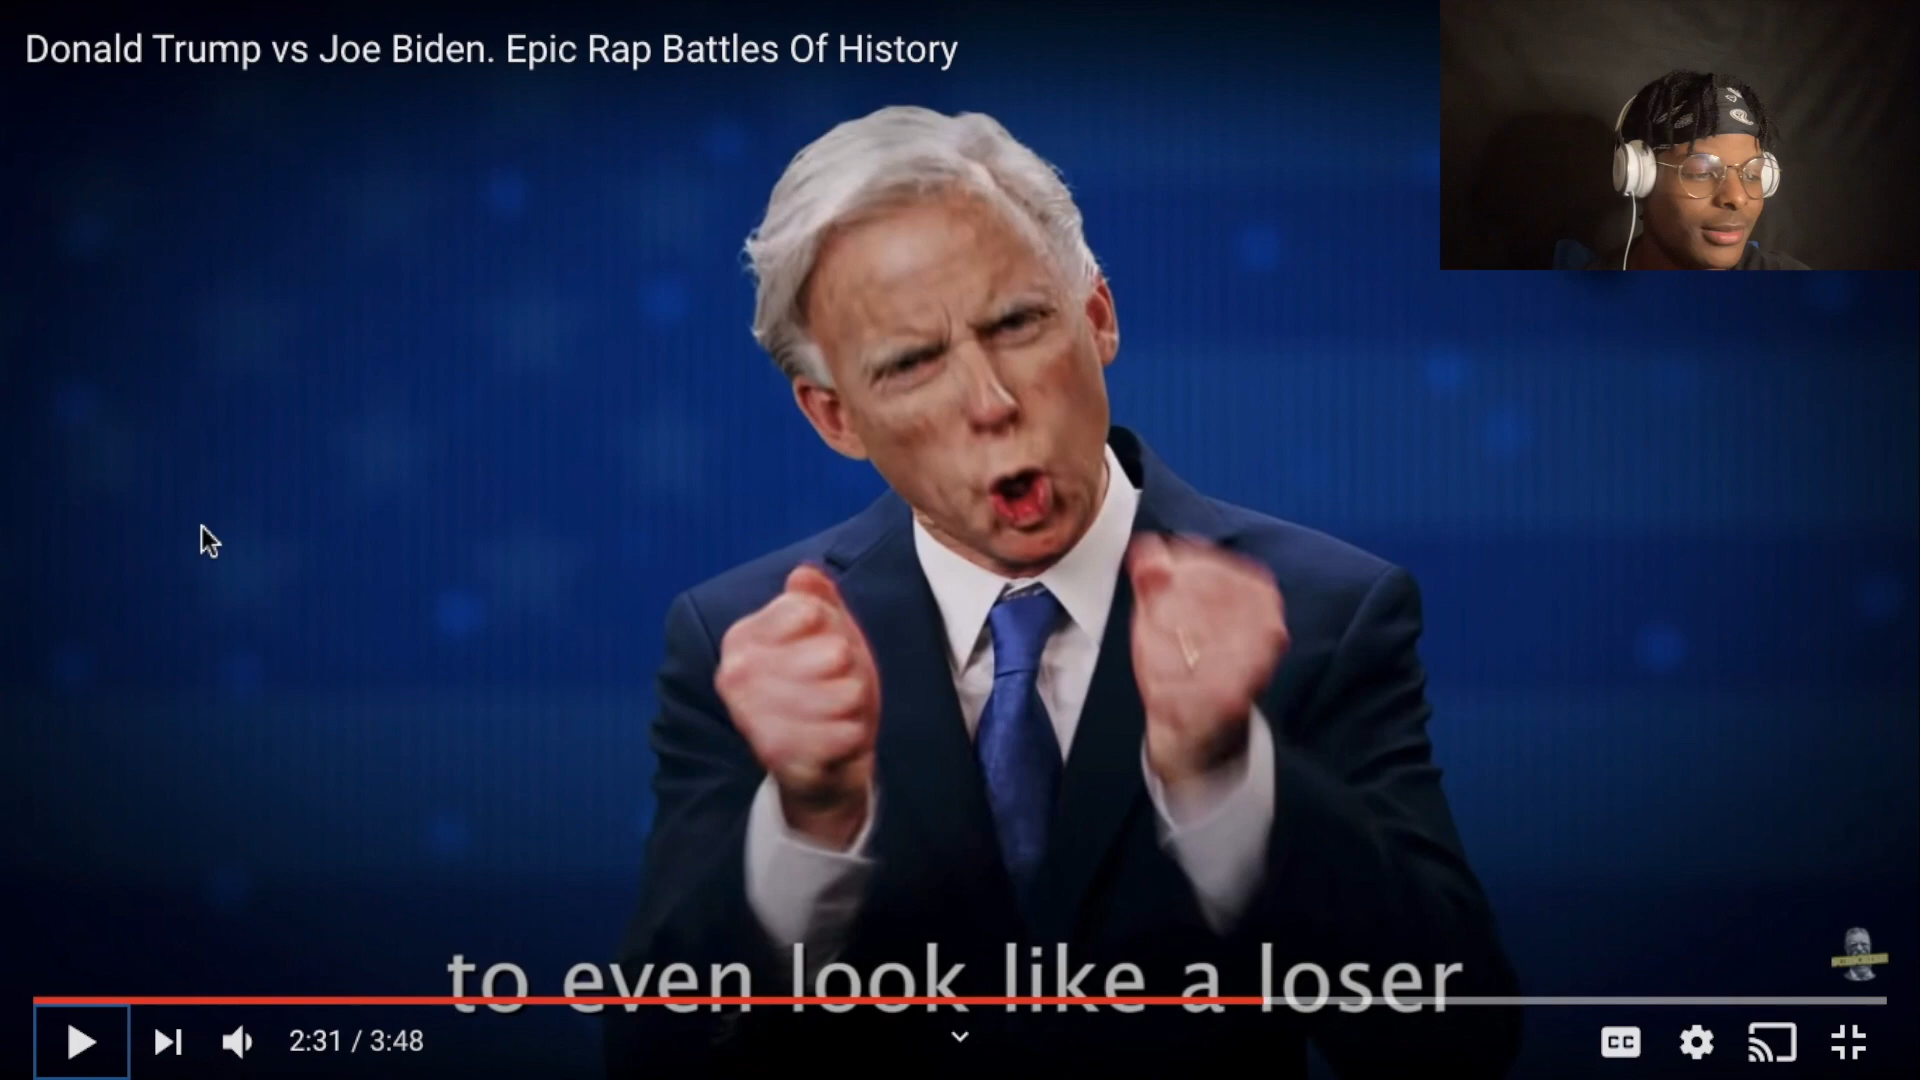 Donald Trump vs Joe Biden. Epic Rap Battles Of History
to even look like a loser
2:31 / 3:48
CC